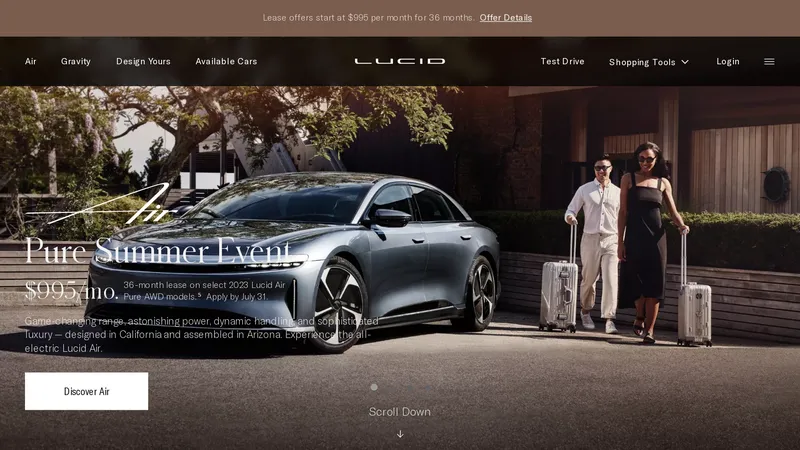 Lease offers start at $995 per month for 36 months. Offer Details
Air Gravity Design Yours Available Cars LUCID Test Drive Shopping Tools Login
Air
Pure Summer Event
$995/mo. 36-month lease on select 2023 Lucid Air
Pure AWD models.⁵ Apply by July 31.
Game-changing range, astonishing power, dynamic handling and sophisticated
luxury — designed in California and assembled in Arizona. Experience the all-
electric Lucid Air.
Discover Air
Scroll Down